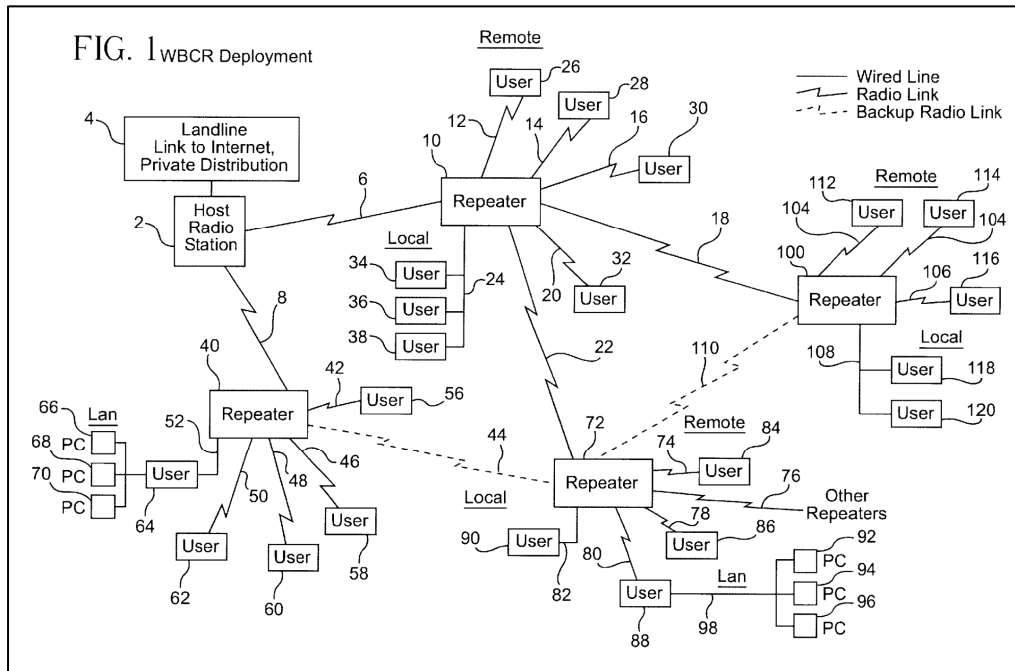 FIG. 1 WBCR Deployment
Remote
User 26
User 28
Wired Line
Radio Link
Backup Radio Link
4
Landline
Link to Internet,
Private Distribution
12
14
16
30
User
10
6
Repeater
Host
Radio
Station
2
18
112
Remote
114
User
User
104
104
100
116
106
User
Repeater
Local
34
User
24
36
User
38
User
20
32
User
8
22
110
108
Local
User
118
User
120
40
42
User
56
Repeater
66
Lan
PC
68
PC
70
PC
52
User
64
50
48
46
44
User
62
User
60
User
58
72
Remote
84
74
User
Repeater
76
Other
Repeaters
Local
90
User
82
78
User
86
80
User
88
Lan
98
92
PC
94
PC
96
PC